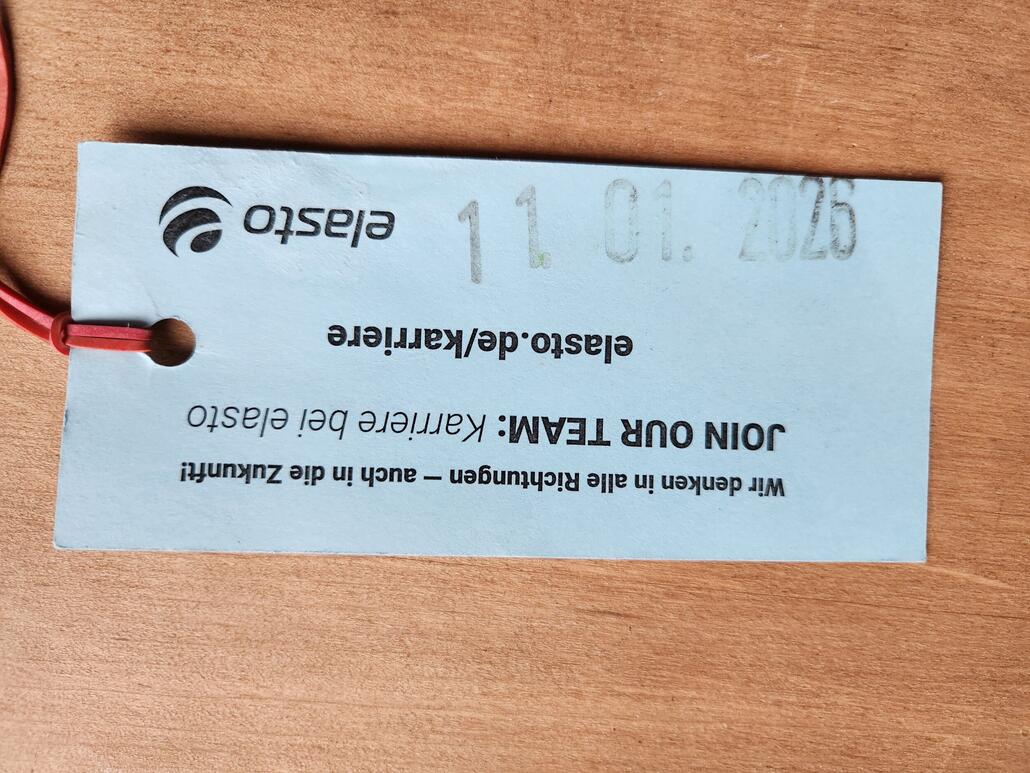 Wir denken in alle Richtungen – auch in die Zukunft!
JOIN OUR TEAM: Karriere bei elasto
elasto.de/karriere
elasto
11.01.2026